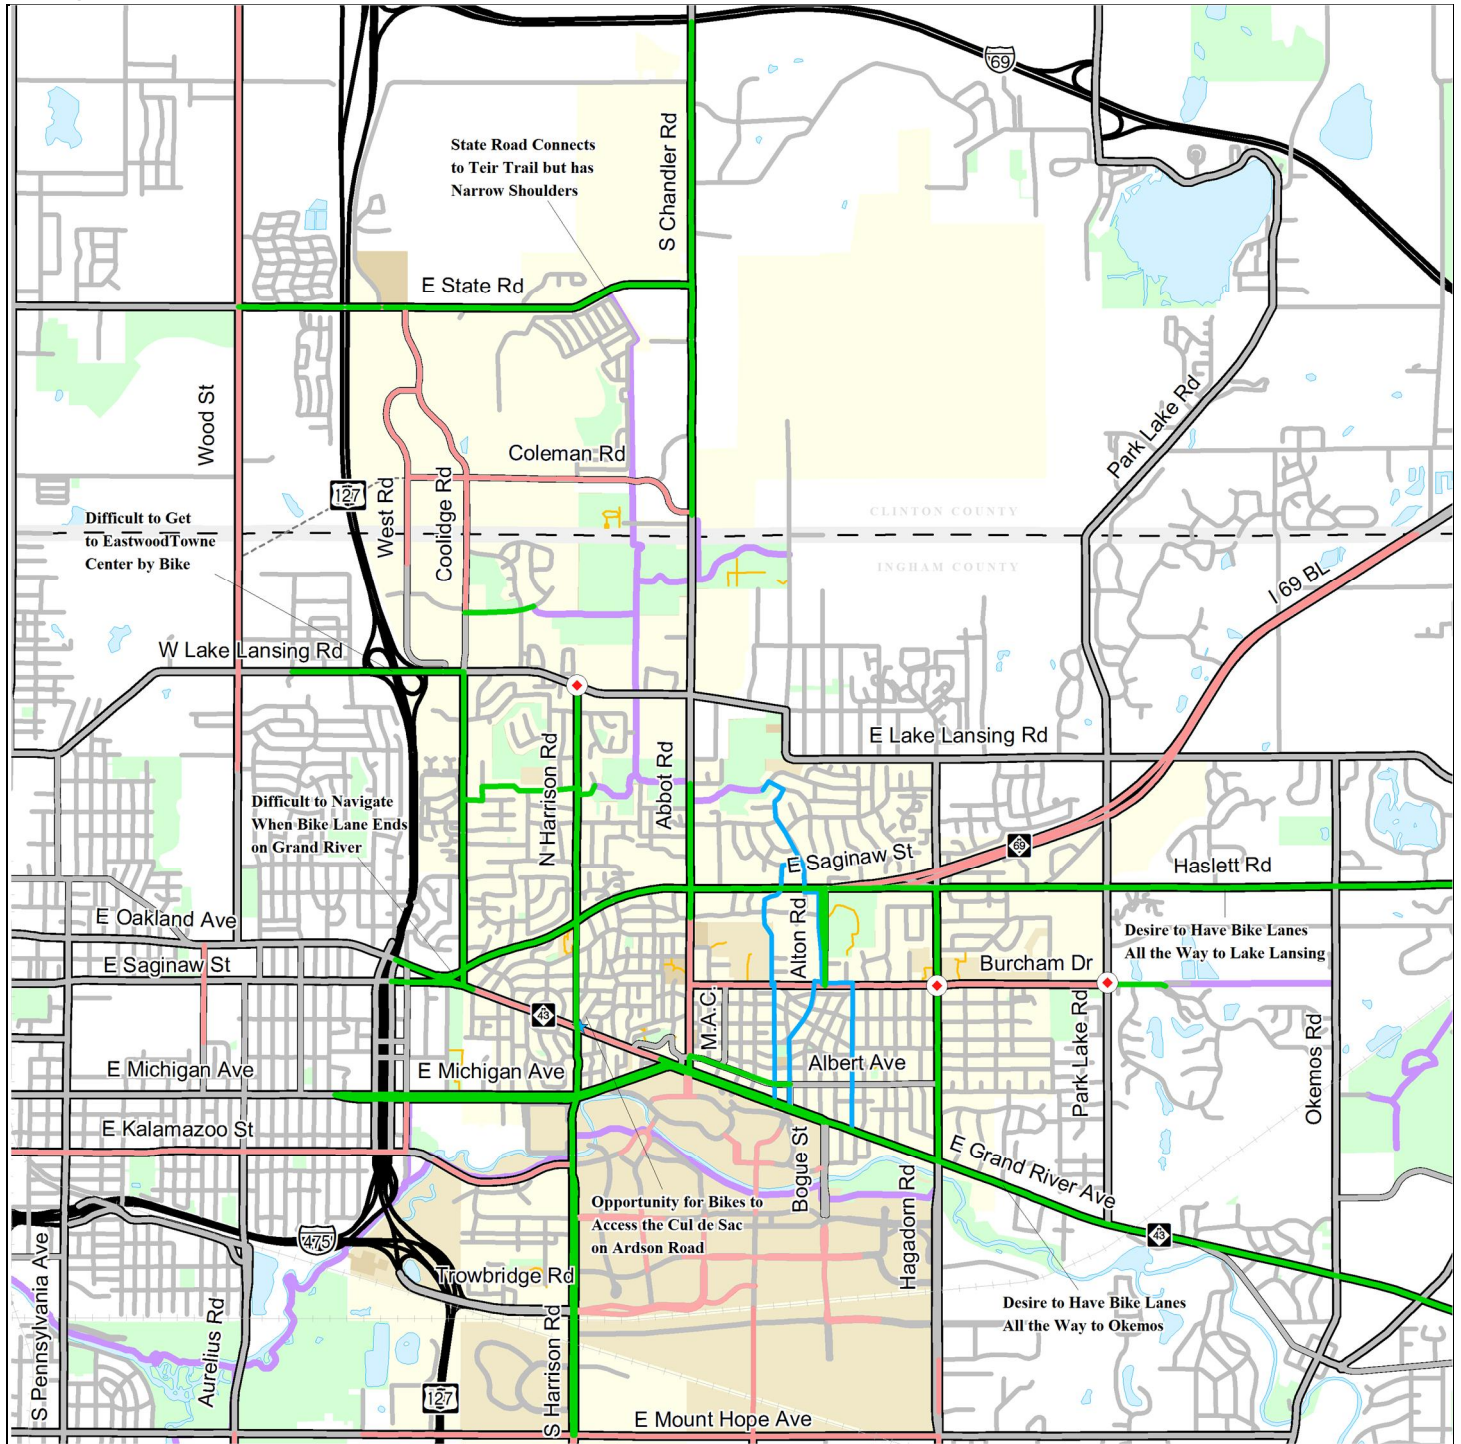 69
State Road Connects
to Teir Trail but has
Narrow Shoulders
S Chandler Rd
E State Rd
Wood St
Park Lake Rd
Coleman Rd
127
West Rd
Coolidge Rd
Difficult to Get
to EastwoodTowne
Center by Bike
CLINTON COUNTY
INGHAM COUNTY
I 69 BL
W Lake Lansing Rd
E Lake Lansing Rd
N Harrison Rd
Abbot Rd
Difficult to Navigate
When Bike Lane Ends
on Grand River
E Saginaw St
69
Haslett Rd
E Oakland Ave
Alton Rd
Desire to Have Bike Lanes
All the Way to Lake Lansing
E Saginaw St
Burcham Dr
43
M.A.C.
Park Lake Rd
Okemos Rd
E Michigan Ave
E Michigan Ave
Albert Ave
E Kalamazoo St
Bogue St
E Grand River Ave
Hagadorn Rd
Opportunity for Bikes to
Access the Cul de Sac
on Ardson Road
475
43
Trowbridge Rd
S Pennsylvania Ave
Aurelius Rd
S Harrison Rd
Desire to Have Bike Lanes
All the Way to Okemos
127
E Mount Hope Ave